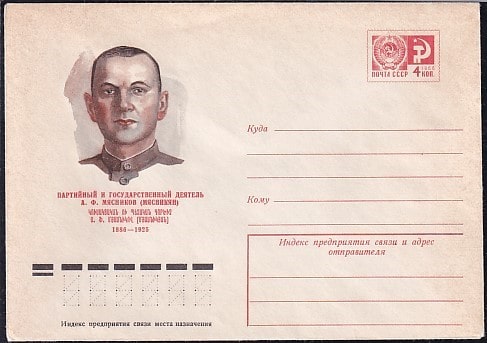 1966
ПОЧТА СССР
4 КОП.
Куда
ПАРТИЙНЫЙ И ГОСУДАРСТВЕННЫЙ ДЕЯТЕЛЬ
А. Ф. МЯСНИКОВ (МЯСНИКЯН)
1886—1925
Кому
Индекс предприятия связи и адрес
отправителя
Индекс предприятия связи места назначения